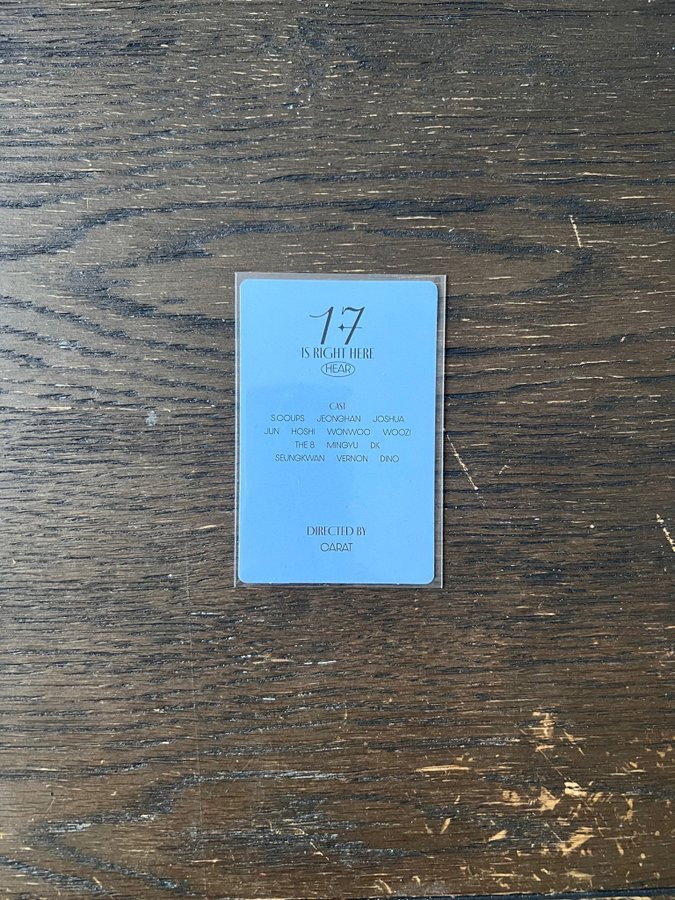 17
IS RIGHT HERE
HEAR
CAST
S.COUPS JEONGHAN JOSHUA
JUN HOSHI WONWOO WOOZI
THE 8 MINGYU DK
SEUNGKWAN VERNON DINO
DIRECTED BY
CARAT